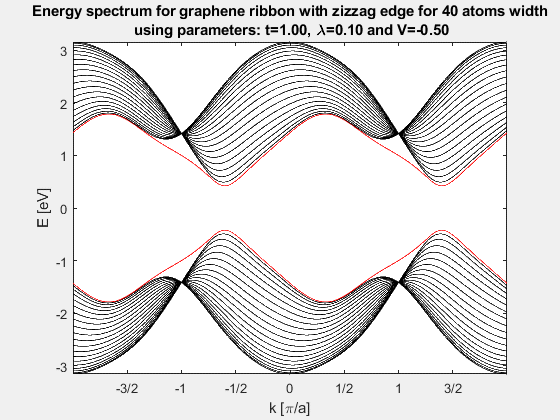 Energy spectrum for graphene ribbon with zizzag edge for 40 atoms width
using parameters: t=1.00, λ=0.10 and V=-0.50
3
2
1
0
-1
-2
-3
E [eV]
-3/2 -1 -1/2 0 1/2 1 3/2
k [π/a]